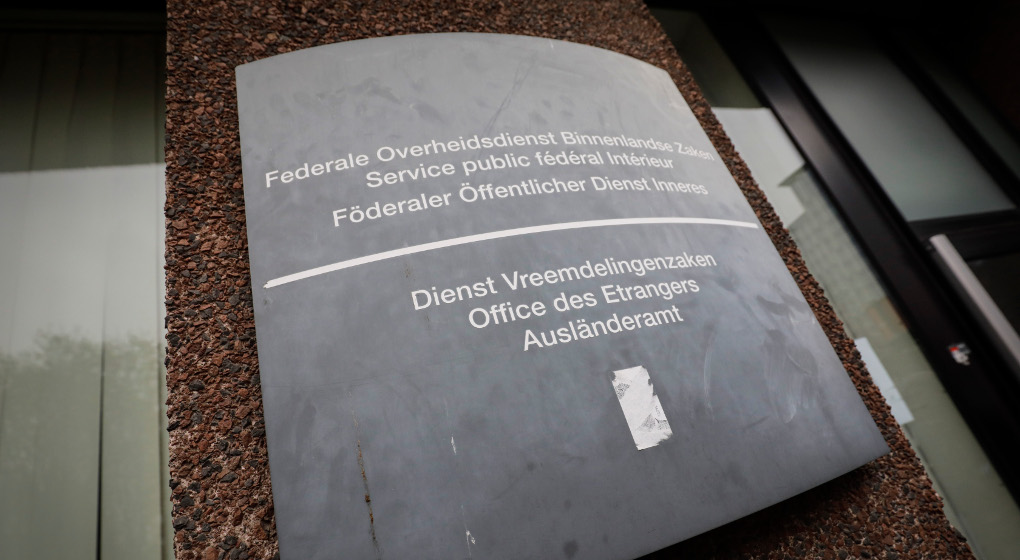 Federale Overheidsdienst Binnenlandse Zaken
Service public fédéral Intérieur
Föderaler Öffentlicher Dienst Inneres
Dienst Vreemdelingenzaken
Office des Etrangers
Ausländeramt